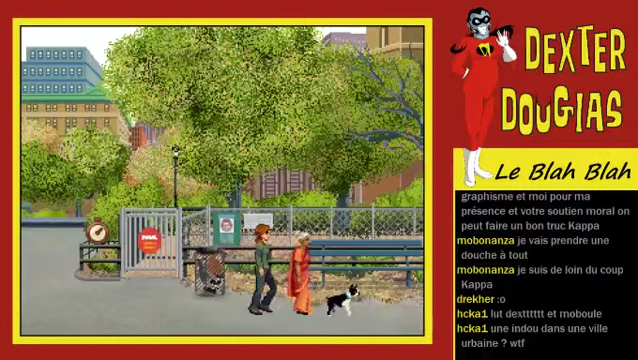 DEXTER
DOUGLAS
Le Blah Blah
graphisme et moi pour ma
présence et votre soutien moral on
peut faire un bon truc Kappa
mobonanza je vais prendre une
douche à tout
mobonanza je suis de loin du coup
Kappa
drekher :o
hcka1 lut dextttttt et moboule
hcka1 une indou dans une ville
urbaine ? wtf